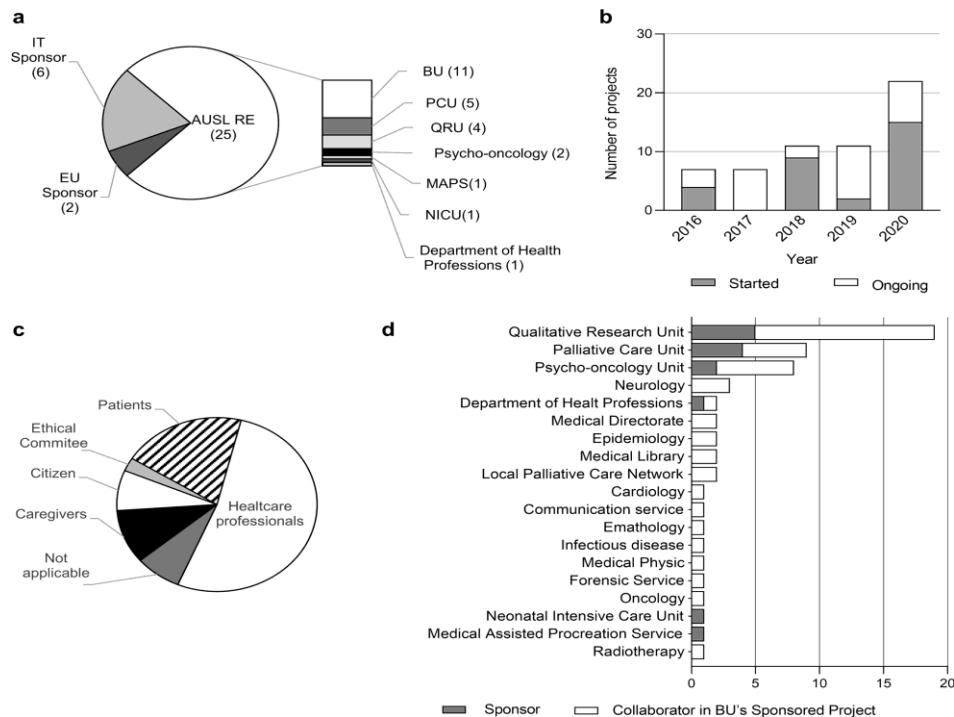 a
IT
Sponsor
(6)
AUSL RE
(25)
EU
Sponsor
(2)
BU (11)
PCU (5)
QRU (4)
Psycho-oncology (2)
MAPS(1)
NICU(1)
Department of Health
Professions (1)
b
Number of projects
30
20
10
0
2016
2017
2018
2019
2020
Year
Started
Ongoing
c
Patients
Ethical
Commitee
Citizen
Caregivers
Not
applicable
Healtcare
professionals
d
Qualitative Research Unit
Palliative Care Unit
Psycho-oncology Unit
Neurology
Department of Healt Professions
Medical Directorate
Epidemiology
Medical Library
Local Palliative Care Network
Cardiology
Communication service
Emathology
Infectious disease
Medical Physic
Forensic Service
Oncology
Neonatal Intensive Care Unit
Medical Assisted Procreation Service
Radiotherapy
0
5
10
15
20
Sponsor
Collaborator in BU's Sponsored Project